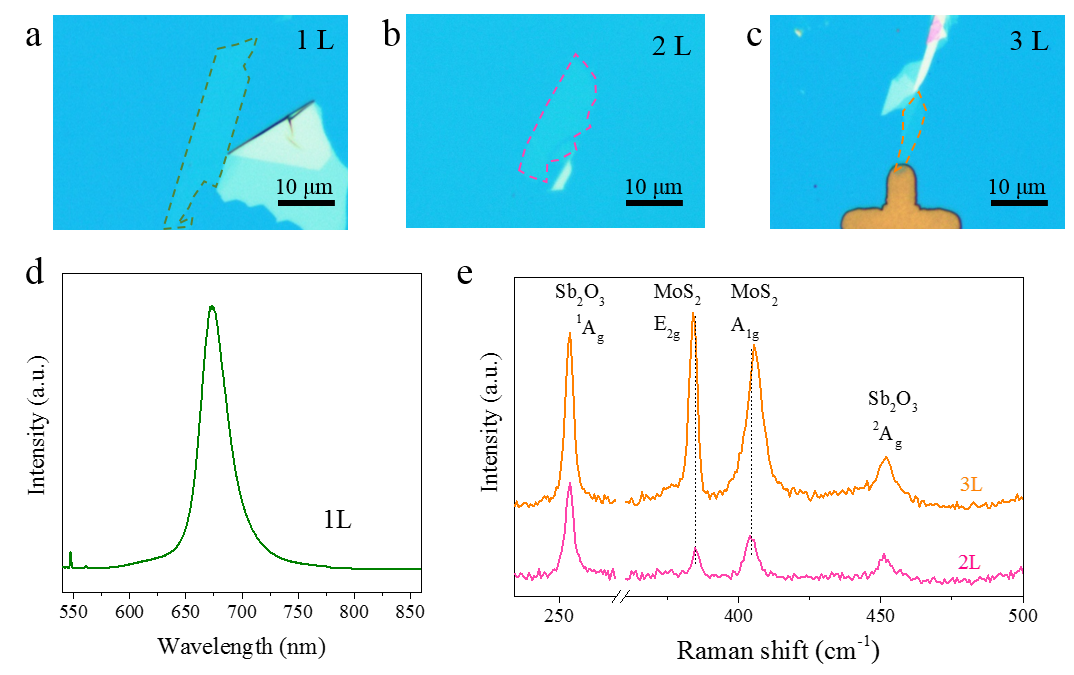 a
1 L
10 μm
b
2 L
10 μm
c
3 L
10 μm
d
Intensity (a.u.)
1L
550
600
650
700
750
800
850
Wavelength (nm)
e
Intensity (a.u.)
Sb₂O₃
¹Ag
MoS₂
E₂g
MoS₂
A₁g
Sb₂O₃
²Ag
3L
2L
250
400
450
500
Raman shift (cm⁻¹)